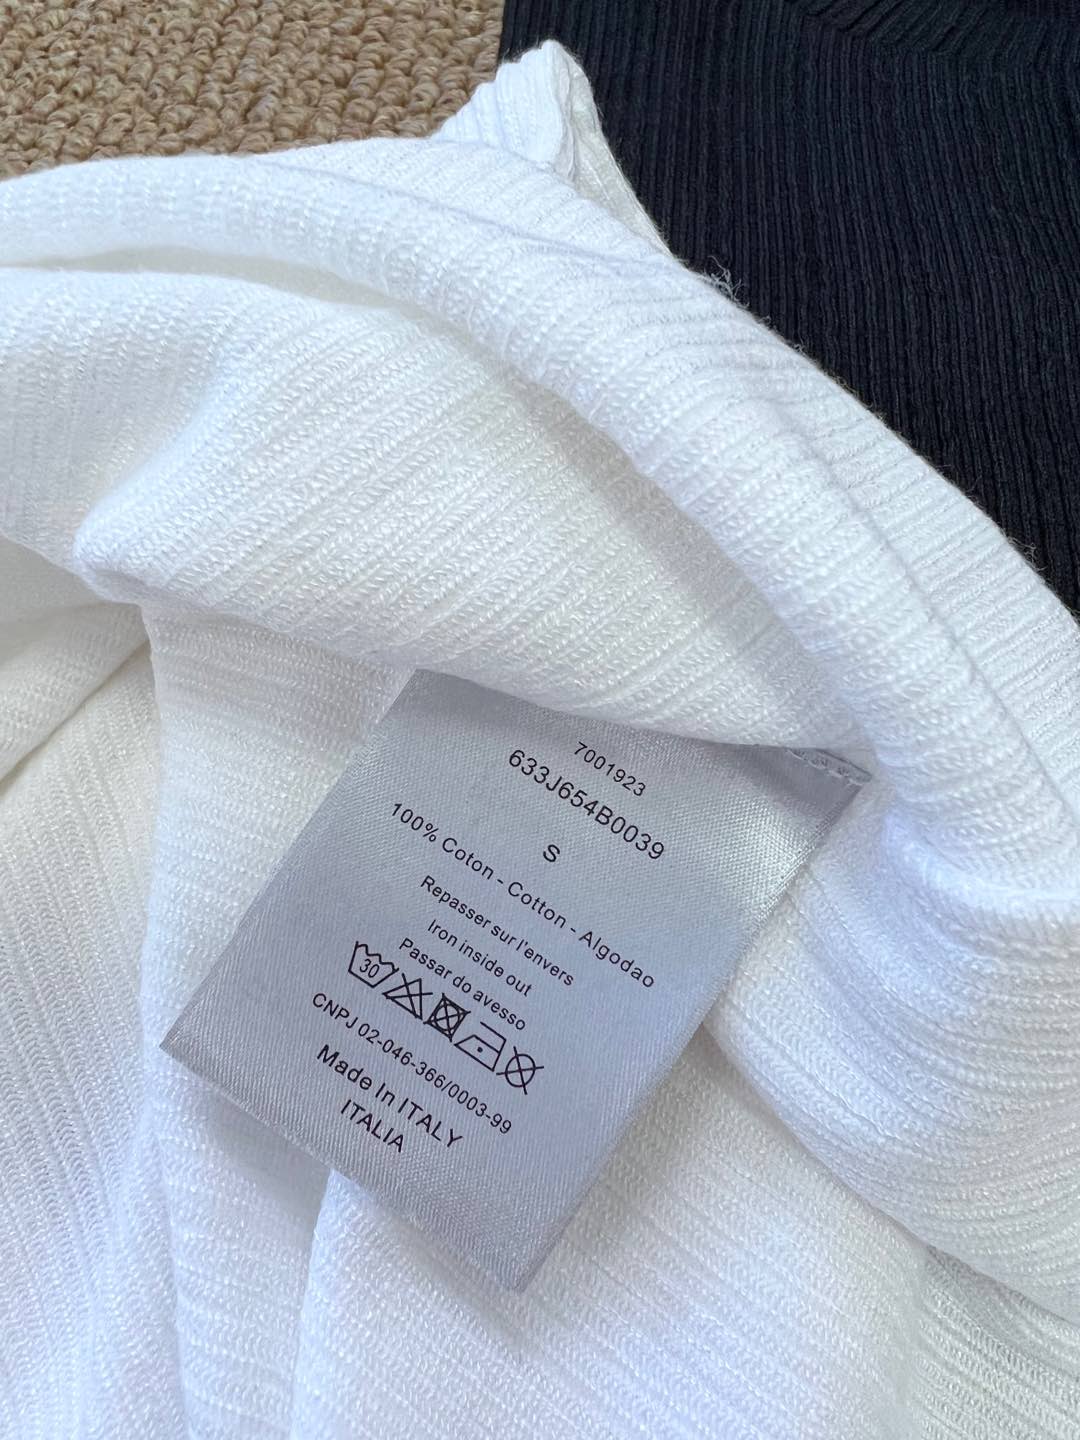 7001923
633J654B0039
S
100% Coton - Cotton - Algodao
Repasser sur l'envers
Iron inside out
Passar do avesso
30
CNPJ 02-046-366/0003-99
Made In ITALY
ITALIA